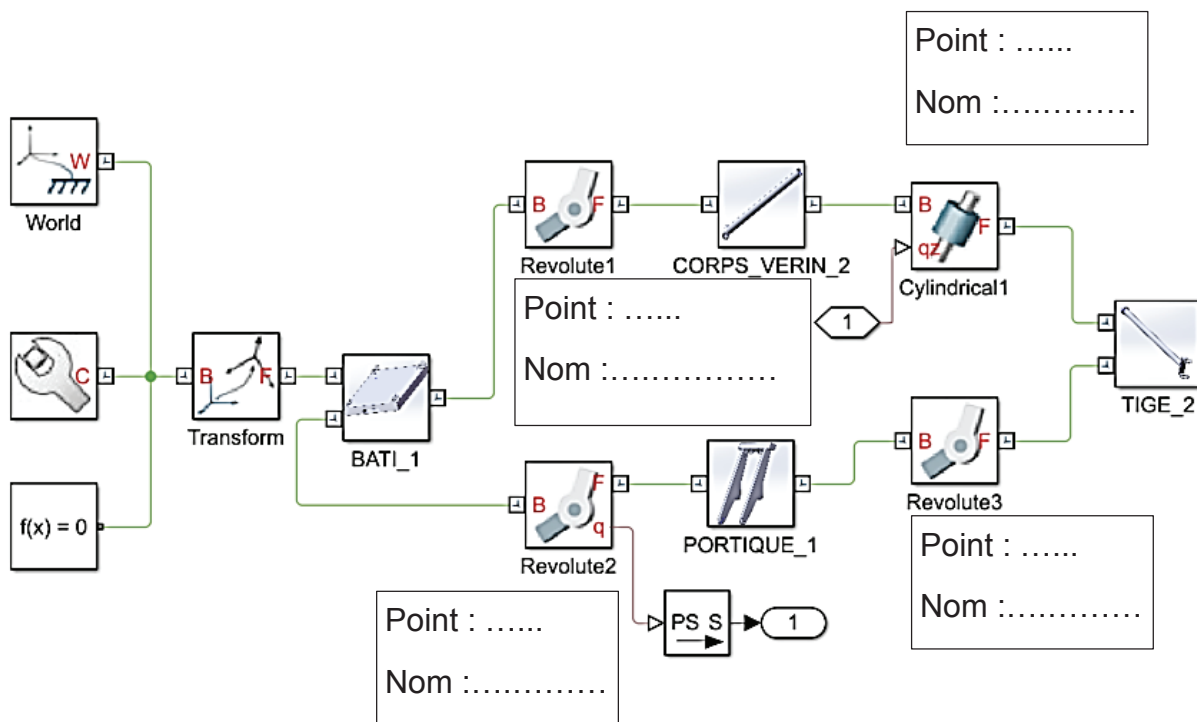 Point : …...
Nom :.…………
W
World
B
F
Revolute1
CORPS_VERIN_2
B
qz
F
Cylindrical1
Point : …...
Nom :.……………
1
C
B
F
Transform
BATI_1
TIGE_2
f(x) = 0
B
F
q
Revolute2
PORTIQUE_1
B
F
Revolute3
Point : …...
Nom :.…………
Point : …...
Nom :.…………
PS S
1